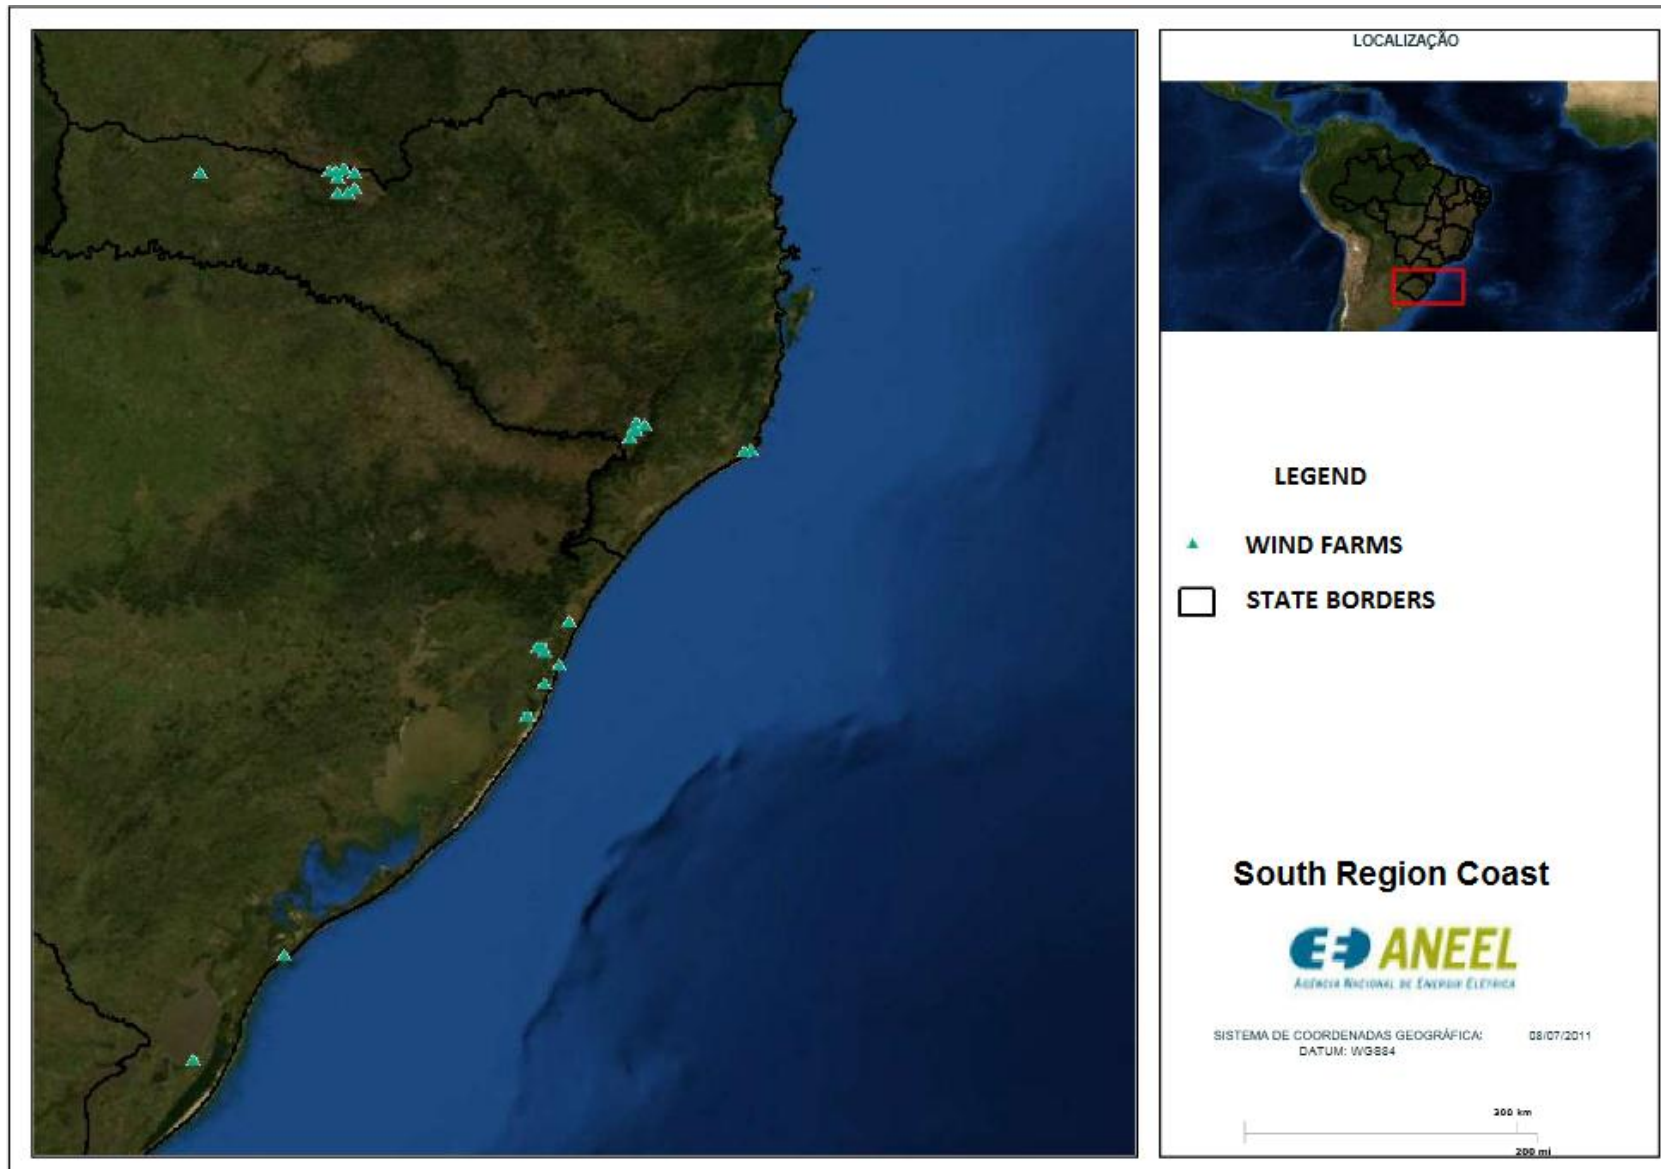 LOCALIZAÇÃO
LEGEND
WIND FARMS
STATE BORDERS
South Region Coast
ANEEL
AGÊNCIA NACIONAL DE ENERGIA ELÉTRICA
SISTEMA DE COORDENADAS GEOGRÁFICA: 08/07/2011
DATUM: WGS84
300 km
200 mi